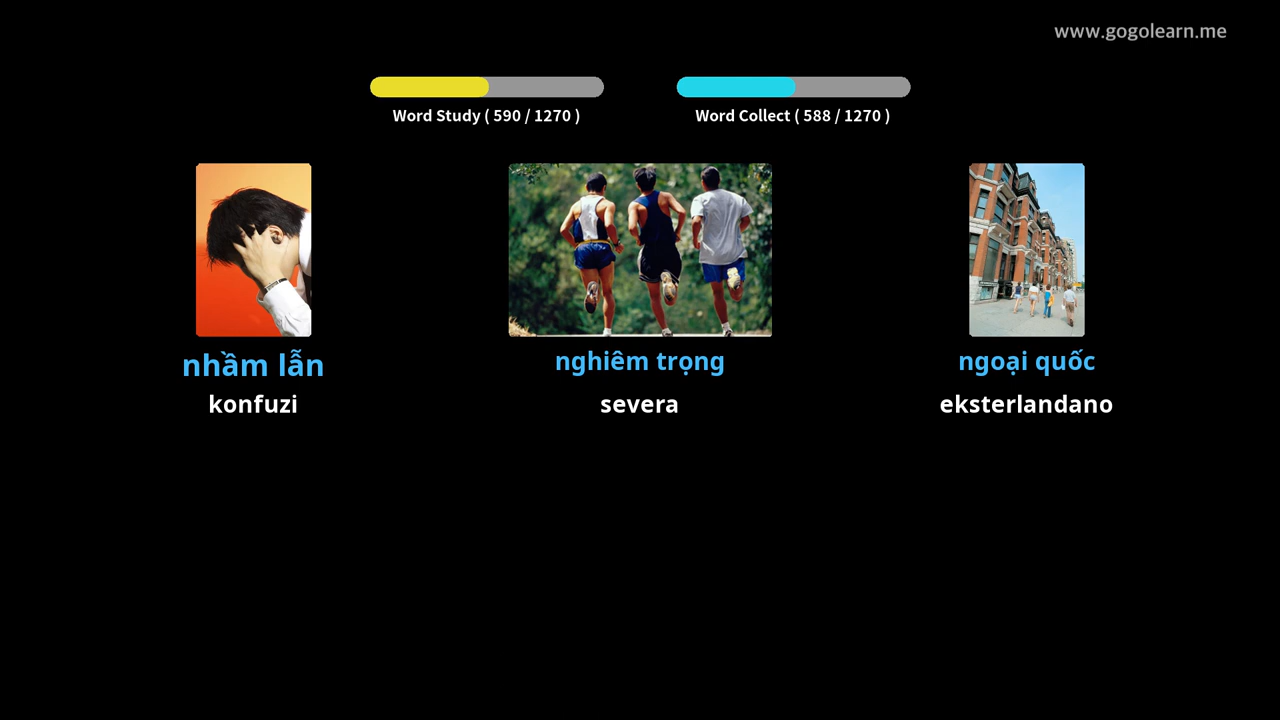 www.gogolearn.me
Word Study ( 590 / 1270 )
Word Collect ( 588 / 1270 )
nhầm lẫn
konfuzi
nghiêm trọng
severa
ngoại quốc
eksterlandano